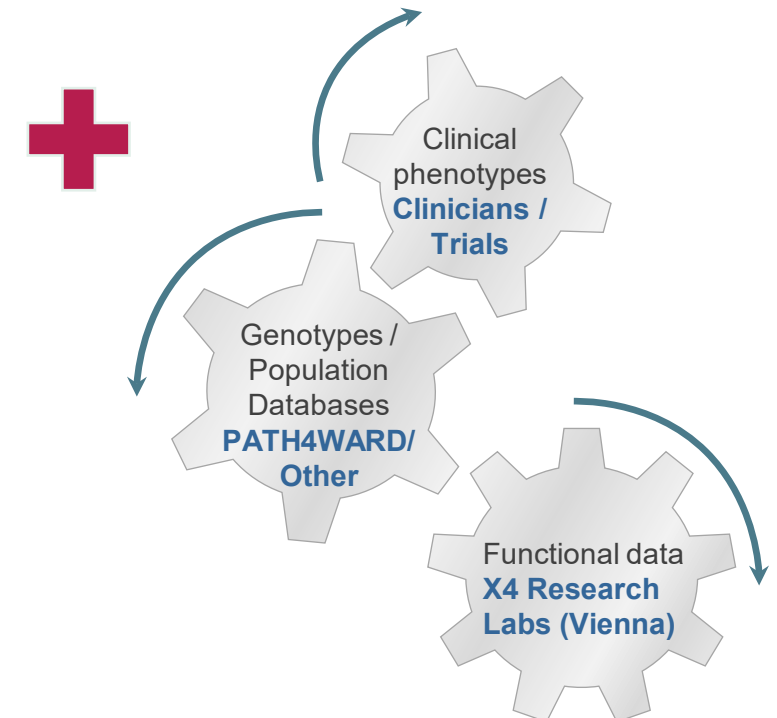 Clinical
phenotypes
Clinicians /
Trials
Genotypes /
Population
Databases
PATH4WARD/
Other
Functional data
X4 Research
Labs (Vienna)